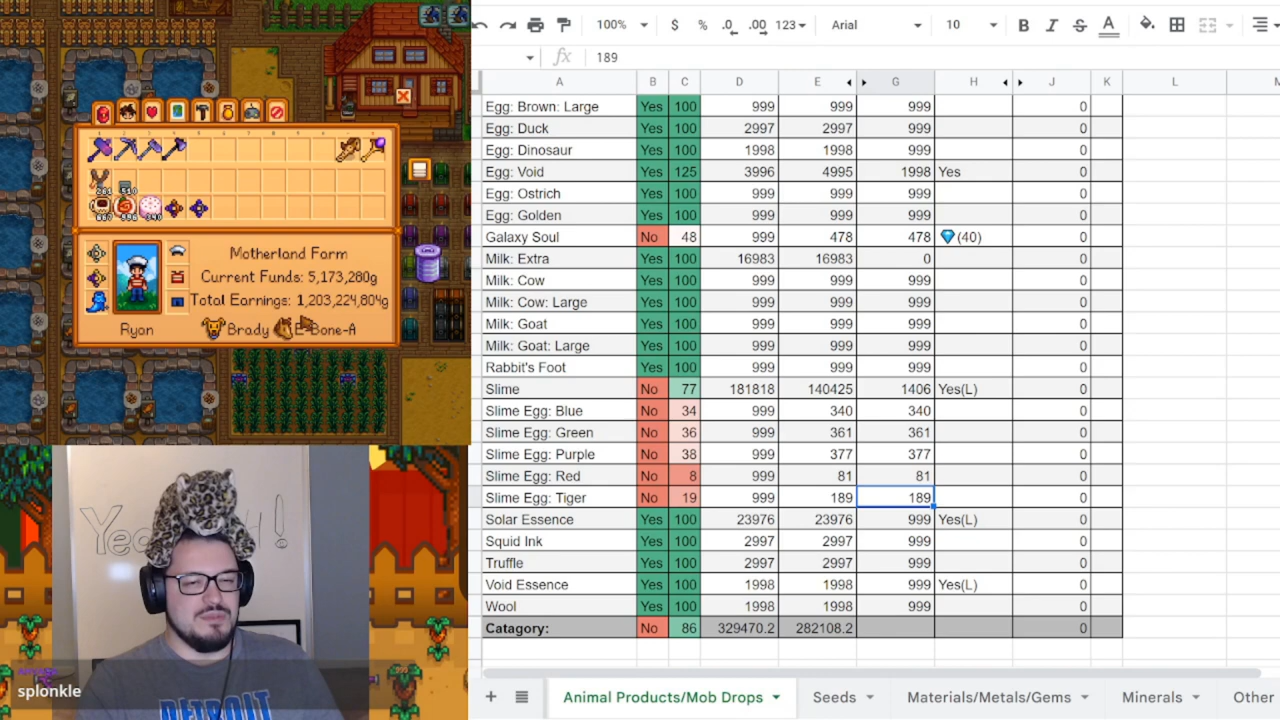 261 510
667 996 340
Motherland Farm
Current Funds: 5,173,280g
Total Earnings: 1,203,224,804g
Ryon
Brady E-Bone-A
Yeah!
splonkle
DETROIT
100% $ % .0 .00 123 Arial 10 B I S A
fx 189
A B C D E G H J K L
Egg: Brown: Large Yes 100 999 999 999 0
Egg: Duck Yes 100 2997 2997 999 0
Egg: Dinosaur Yes 100 1998 1998 999 0
Egg: Void Yes 125 3996 4995 1998 Yes 0
Egg: Ostrich Yes 100 999 999 999 0
Egg: Golden Yes 100 999 999 999 0
Galaxy Soul No 48 999 478 478 💎(40) 0
Milk: Extra Yes 100 16983 16983 0 0
Milk: Cow Yes 100 999 999 999 0
Milk: Cow: Large Yes 100 999 999 999 0
Milk: Goat Yes 100 999 999 999 0
Milk: Goat: Large Yes 100 999 999 999 0
Rabbit's Foot Yes 100 999 999 999 0
Slime No 77 181818 140425 1406 Yes(L) 0
Slime Egg: Blue No 34 999 340 340 0
Slime Egg: Green No 36 999 361 361 0
Slime Egg: Purple No 38 999 377 377 0
Slime Egg: Red No 8 999 81 81 0
Slime Egg: Tiger No 19 999 189 189 0
Solar Essence Yes 100 23976 23976 999 Yes(L) 0
Squid Ink Yes 100 2997 2997 999 0
Truffle Yes 100 2997 2997 999 0
Void Essence Yes 100 1998 1998 999 Yes(L) 0
Wool Yes 100 1998 1998 999 0
Catagory: No 86 329470.2 282108.2 0
Animal Products/Mob Drops Seeds Materials/Metals/Gems Minerals Other